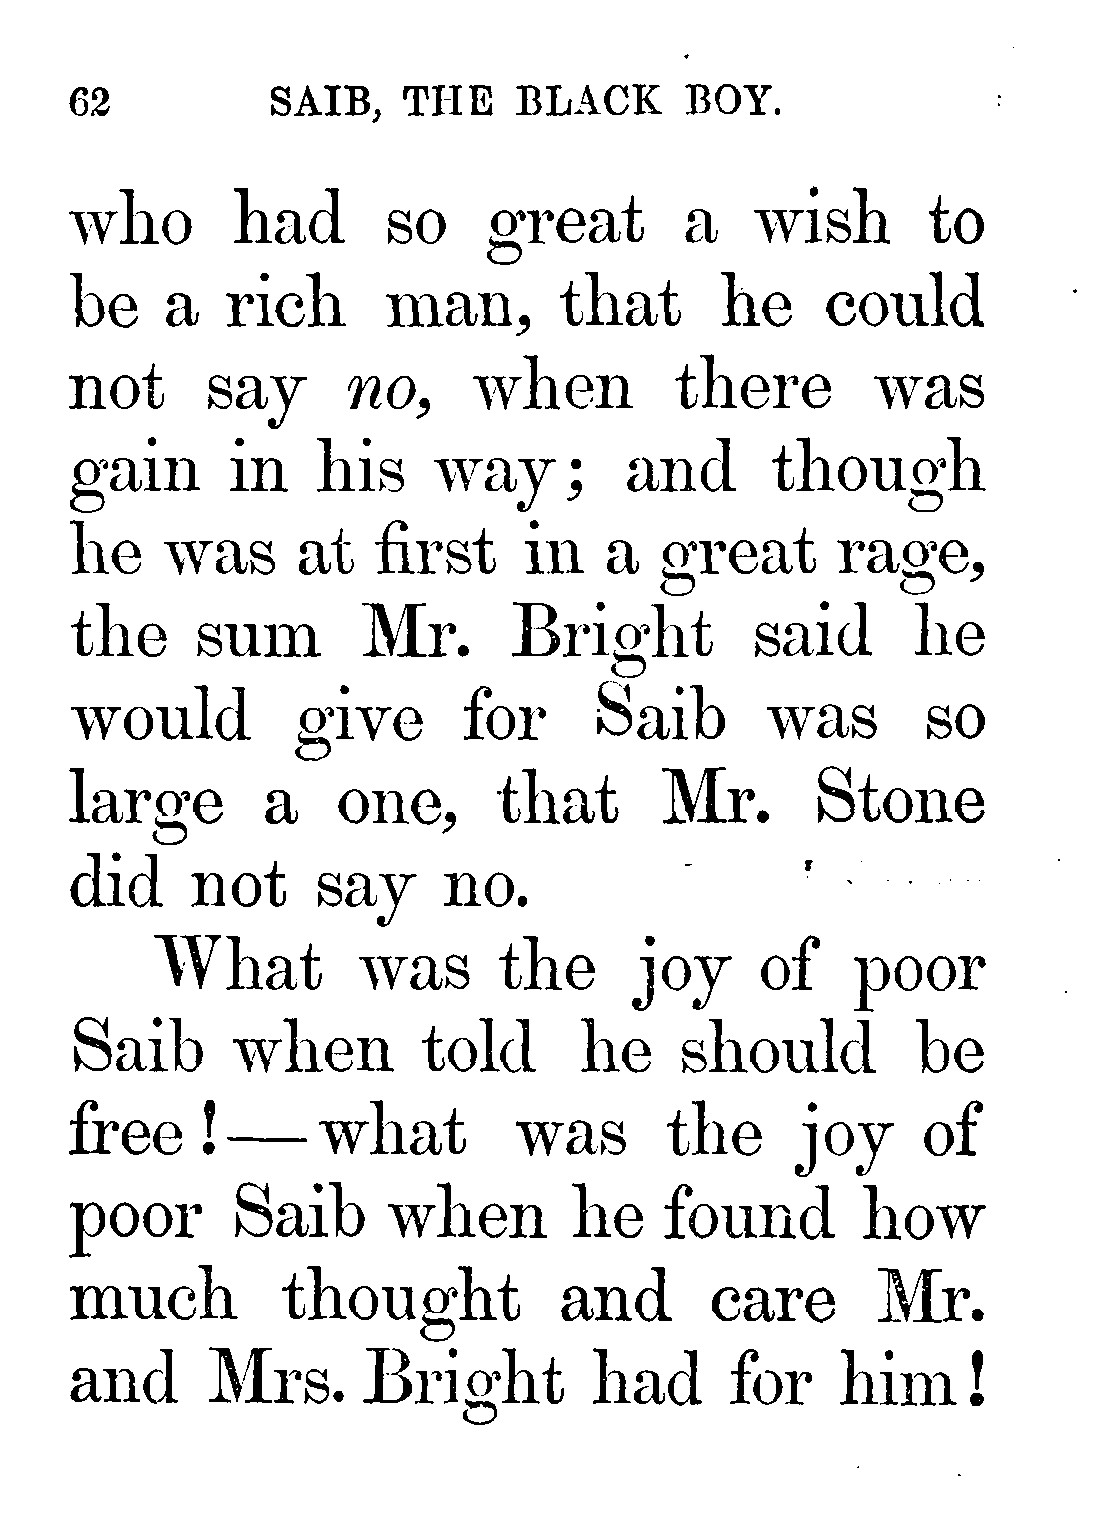 62 SAIB, THE BLACK BOY.
who had so great a wish to
be a rich man, that he could
not say no, when there was
gain in his way; and though
he was at first in a great rage,
the sum Mr. Bright said he
would give for Saib was so
large a one, that Mr. Stone
did not say no.
What was the joy of poor
Saib when told he should be
free!—what was the joy of
poor Saib when he found how
much thought and care Mr.
and Mrs. Bright had for him!